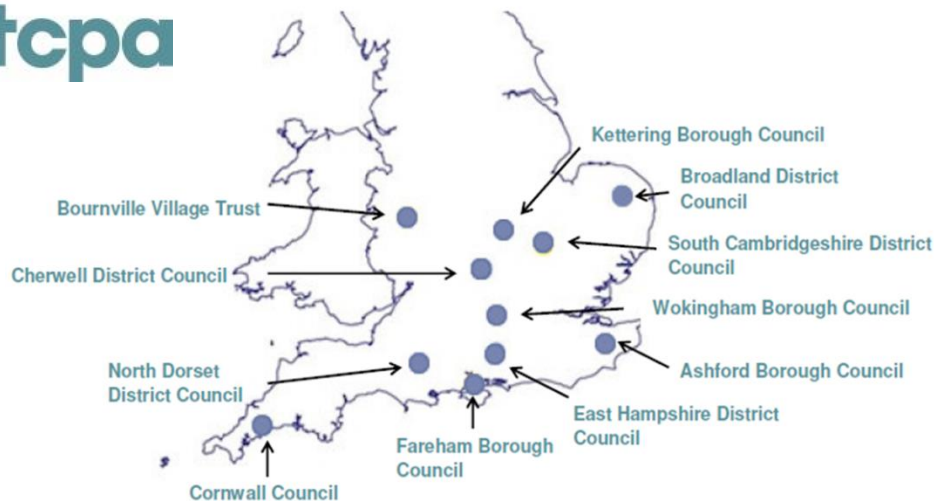 tcpa
Kettering Borough Council
Broadland District
Council
Bournville Village Trust
South Cambridgeshire District
Council
Cherwell District Council
Wokingham Borough Council
North Dorset
District Council
Ashford Borough Council
East Hampshire District
Council
Fareham Borough
Council
Cornwall Council